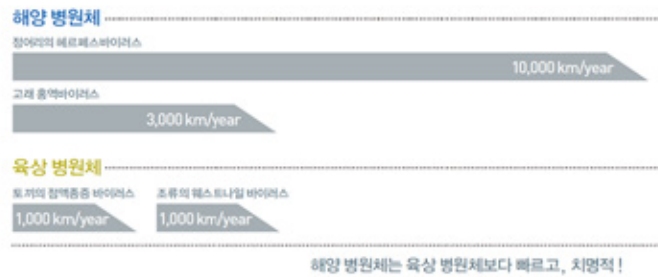 해양 병원체
정어리의 헤르페스바이러스
10,000 km/year
고래 홍역바이러스
3,000 km/year
육상 병원체
토끼의 점액종증 바이러스 조류의 웨스트나일 바이러스
1,000 km/year 1,000 km/year
해양 병원체는 육상 병원체보다 빠르고, 치명적!